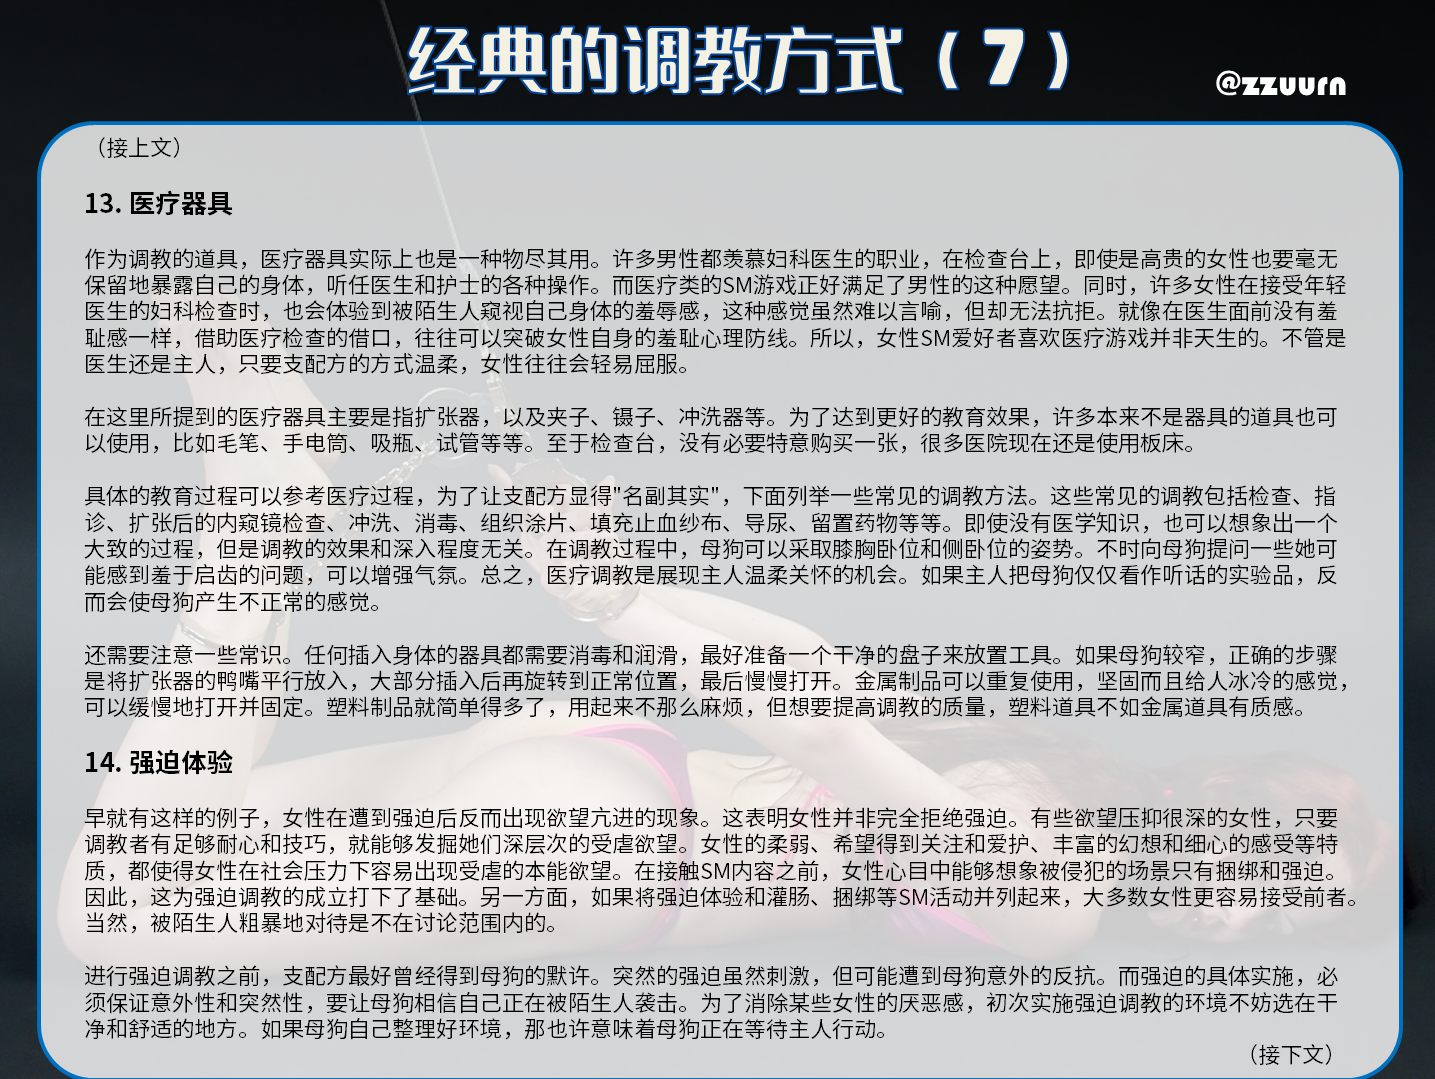 经典的调教方式（7）
@zzuurn
（接上文）
13. 医疗器具
作为调教的道具，医疗器具实际上也是一种物尽其用。许多男性都羡慕妇科医生的职业，在检查台上，即使是高贵的女性也要毫无
保留地暴露自己的身体，听任医生和护士的各种操作。而医疗类的SM游戏正好满足了男性的这种愿望。同时，许多女性在接受年轻
医生的妇科检查时，也会体验到被陌生人窥视自己身体的羞辱感，这种感觉虽然难以言喻，但却无法抗拒。就像在医生面前没有羞
耻感一样，借助医疗检查的借口，往往可以突破女性自身的羞耻心理防线。所以，女性SM爱好者喜欢医疗游戏并非天生的。不管是
医生还是主人，只要支配方的方式温柔，女性往往会轻易屈服。
在这里所提到的医疗器具主要是指扩张器，以及夹子、镊子、冲洗器等。为了达到更好的教育效果，许多本来不是器具的道具也可
以使用，比如毛笔、手电筒、吸瓶、试管等等。至于检查台，没有必要特意购买一张，很多医院现在还是使用板床。
具体的教育过程可以参考医疗过程，为了让支配方显得"名副其实"，下面列举一些常见的调教方法。这些常见的调教包括检查、指
诊、扩张后的内窥镜检查、冲洗、消毒、组织涂片、填充止血纱布、导尿、留置药物等等。即使没有医学知识，也可以想象出一个
大致的过程，但是调教的效果和深入程度无关。在调教过程中，母狗可以采取膝胸卧位和侧卧位的姿势。不时向母狗提问一些她可
能感到羞于启齿的问题，可以增强气氛。总之，医疗调教是展现主人温柔关怀的机会。如果主人把母狗仅仅看作听话的实验品，反
而会使母狗产生不正常的感觉。
还需要注意一些常识。任何插入身体的器具都需要消毒和润滑，最好准备一个干净的盘子来放置工具。如果母狗较窄，正确的步骤
是将扩张器的鸭嘴平行放入，大部分插入后再旋转到正常位置，最后慢慢打开。金属制品可以重复使用，坚固而且给人冰冷的感觉，
可以缓慢地打开并固定。塑料制品就简单得多了，用起来不那么麻烦，但想要提高调教的质量，塑料道具不如金属道具有质感。
14. 强迫体验
早就有这样的例子，女性在遭到强迫后反而出现欲望亢进的现象。这表明女性并非完全拒绝强迫。有些欲望压抑很深的女性，只要
调教者有足够耐心和技巧，就能够发掘她们深层次的受虐欲望。女性的柔弱、希望得到关注和爱护、丰富的幻想和细心的感受等特
质，都使得女性在社会压力下容易出现受虐的本能欲望。在接触SM内容之前，女性心目中能够想象被侵犯的场景只有捆绑和强迫。
因此，这为强迫调教的成立打下了基础。另一方面，如果将强迫体验和灌肠、捆绑等SM活动并列起来，大多数女性更容易接受前者。
当然，被陌生人粗暴地对待是不在讨论范围内的。
进行强迫调教之前，支配方最好曾经得到母狗的默许。突然的强迫虽然刺激，但可能遭到母狗意外的反抗。而强迫的具体实施，必
须保证意外性和突然性，要让母狗相信自己正在被陌生人袭击。为了消除某些女性的厌恶感，初次实施强迫调教的环境不妨选在干
净和舒适的地方。如果母狗自己整理好环境，那也许意味着母狗正在等待主人行动。
（接下文）